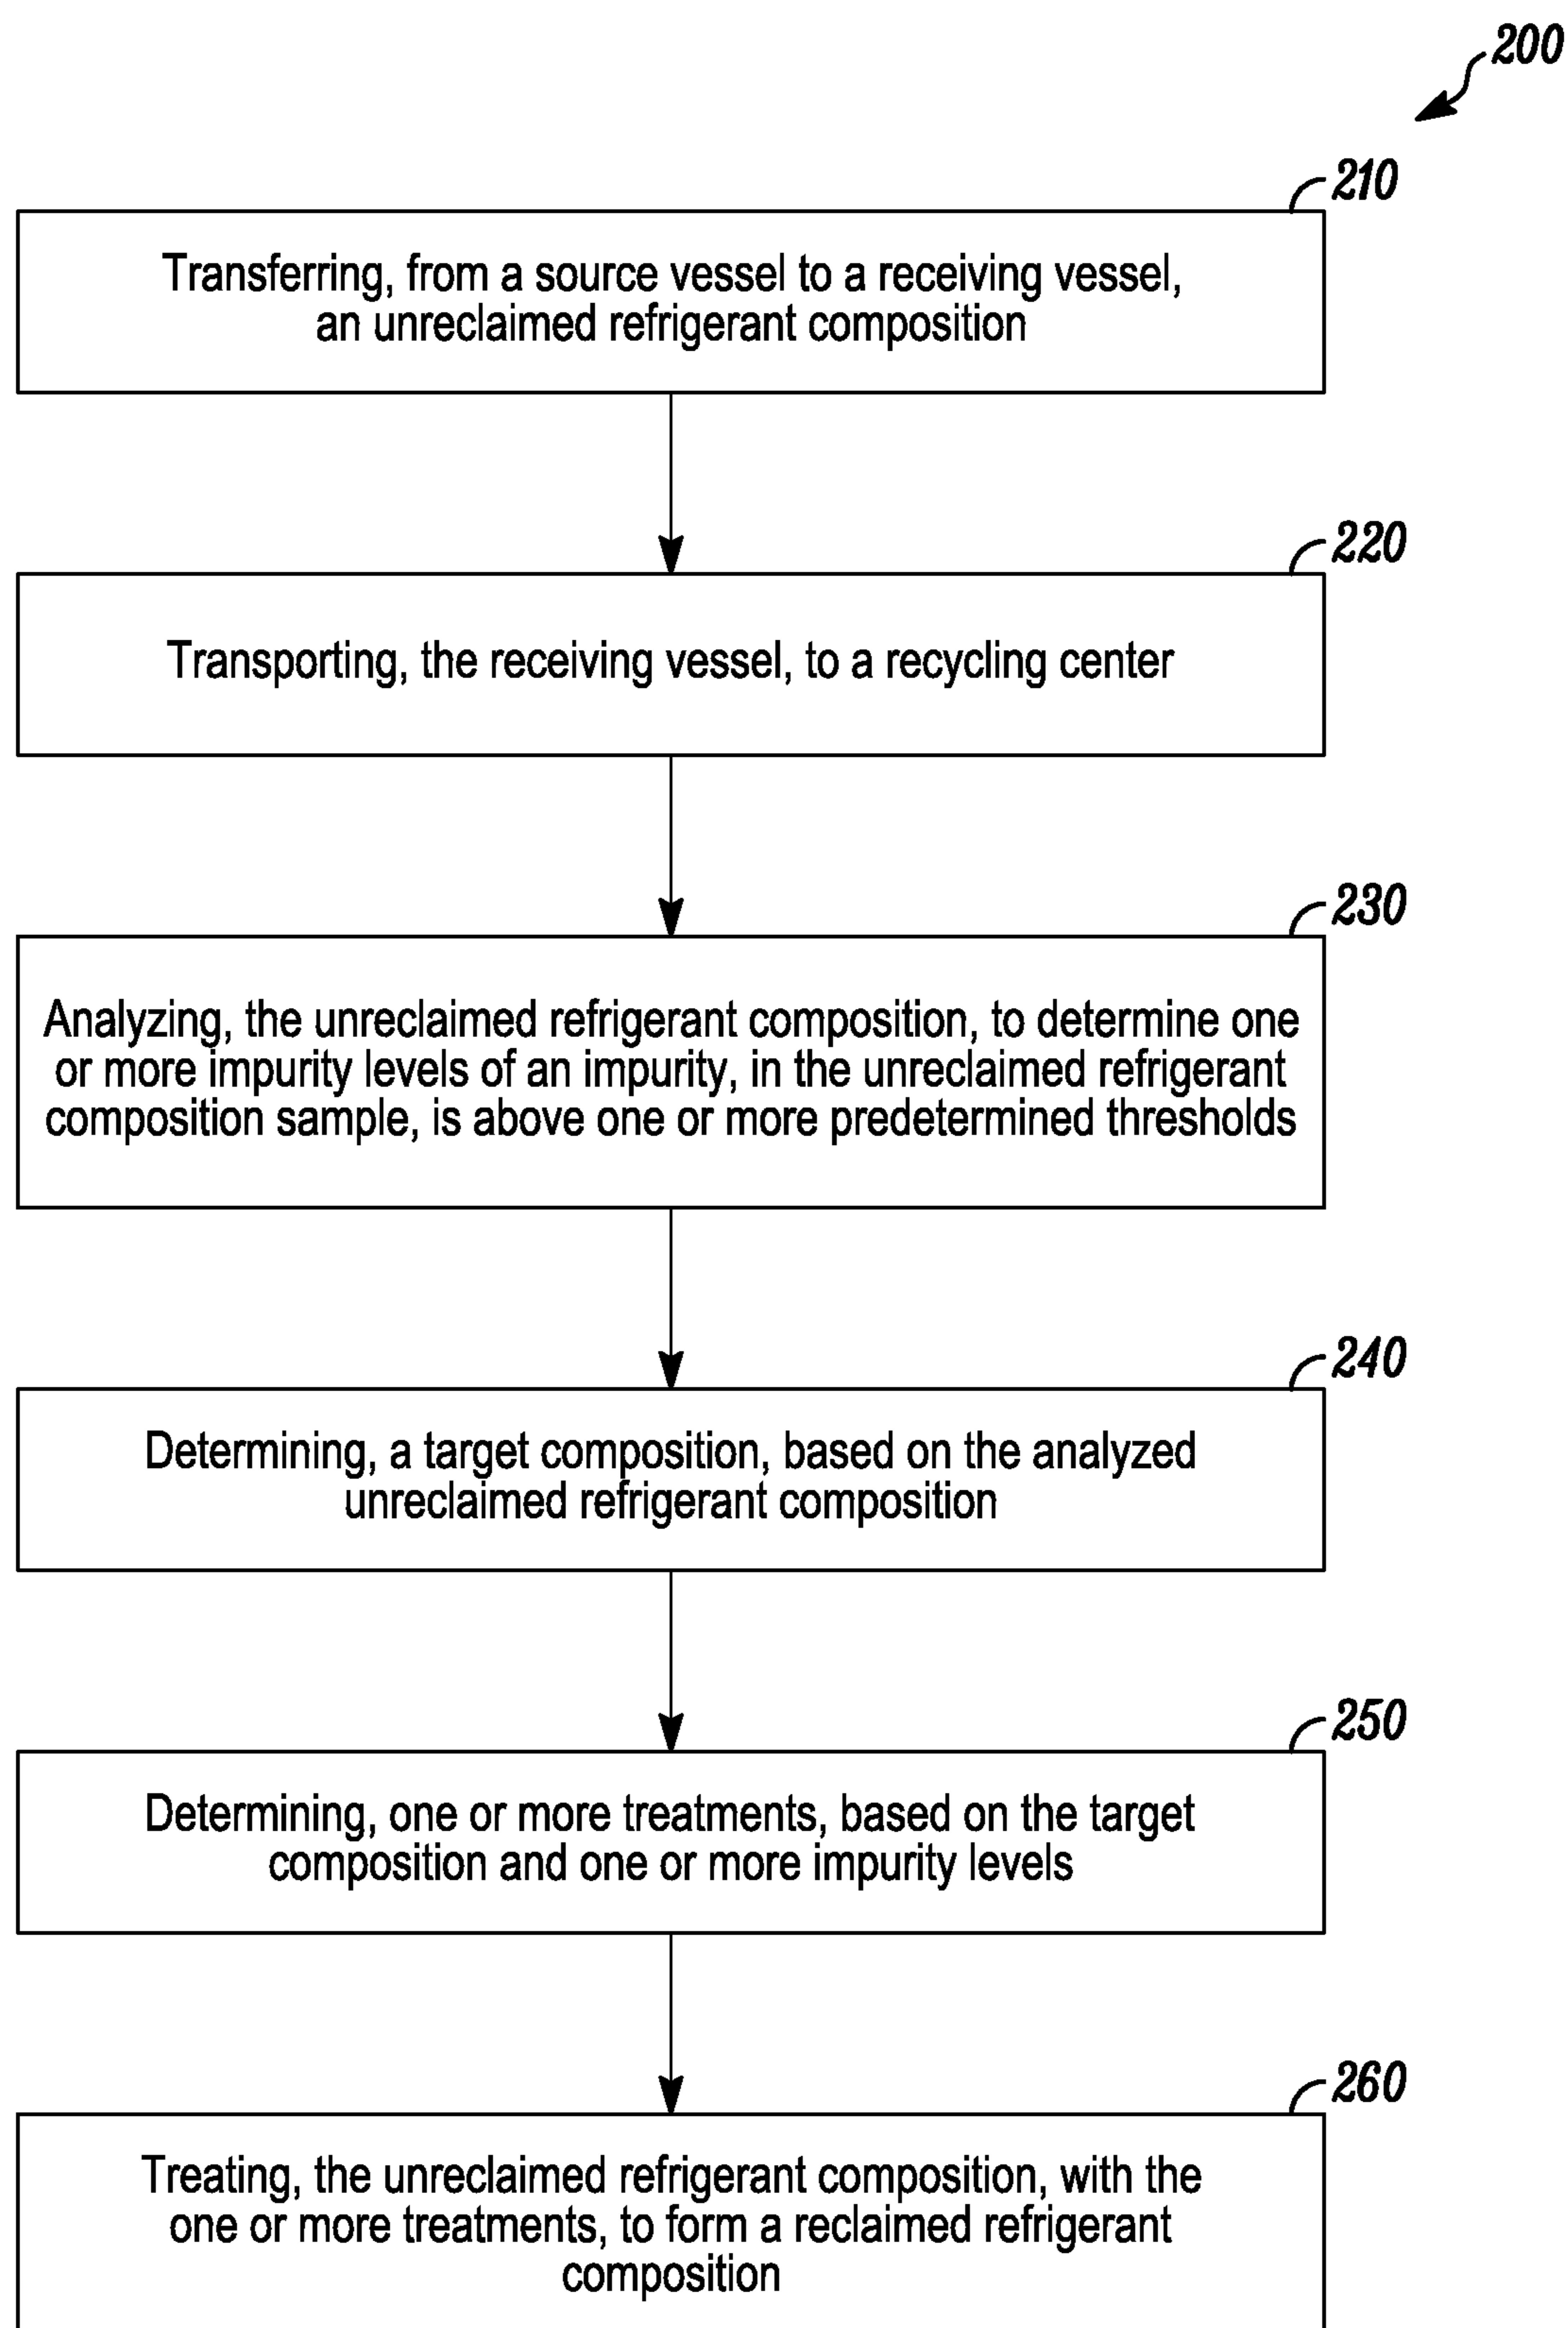 200
210
Transferring, from a source vessel to a receiving vessel,
an unreclaimed refrigerant composition
220
Transporting, the receiving vessel, to a recycling center
230
Analyzing, the unreclaimed refrigerant composition, to determine one
or more impurity levels of an impurity, in the unreclaimed refrigerant
composition sample, is above one or more predetermined thresholds
240
Determining, a target composition, based on the analyzed
unreclaimed refrigerant composition
250
Determining, one or more treatments, based on the target
composition and one or more impurity levels
260
Treating, the unreclaimed refrigerant composition, with the
one or more treatments, to form a reclaimed refrigerant
composition